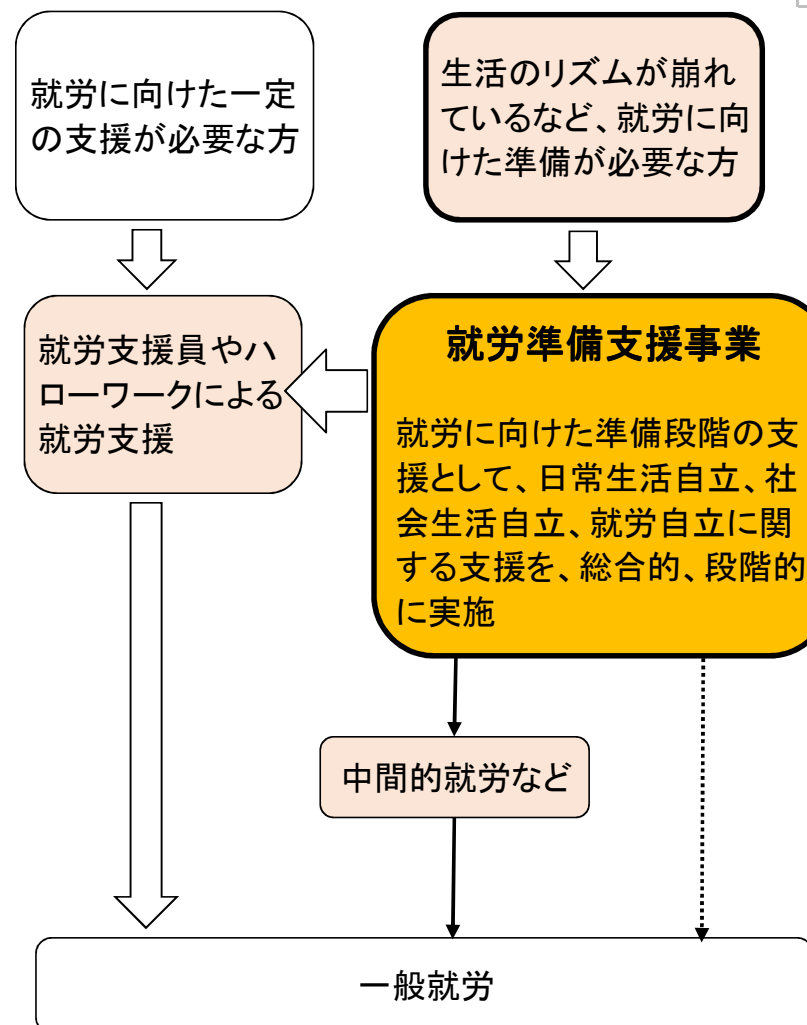 就労に向けた一定
の支援が必要な方
生活のリズムが崩れ
ているなど、就労に向
けた準備が必要な方
就労支援員やハ
ローワークによる
就労支援
就労準備支援事業
就労に向けた準備段階の支
援として、日常生活自立、社
会生活自立、就労自立に関
する支援を、総合的、段階的
に実施
中間的就労など
一般就労